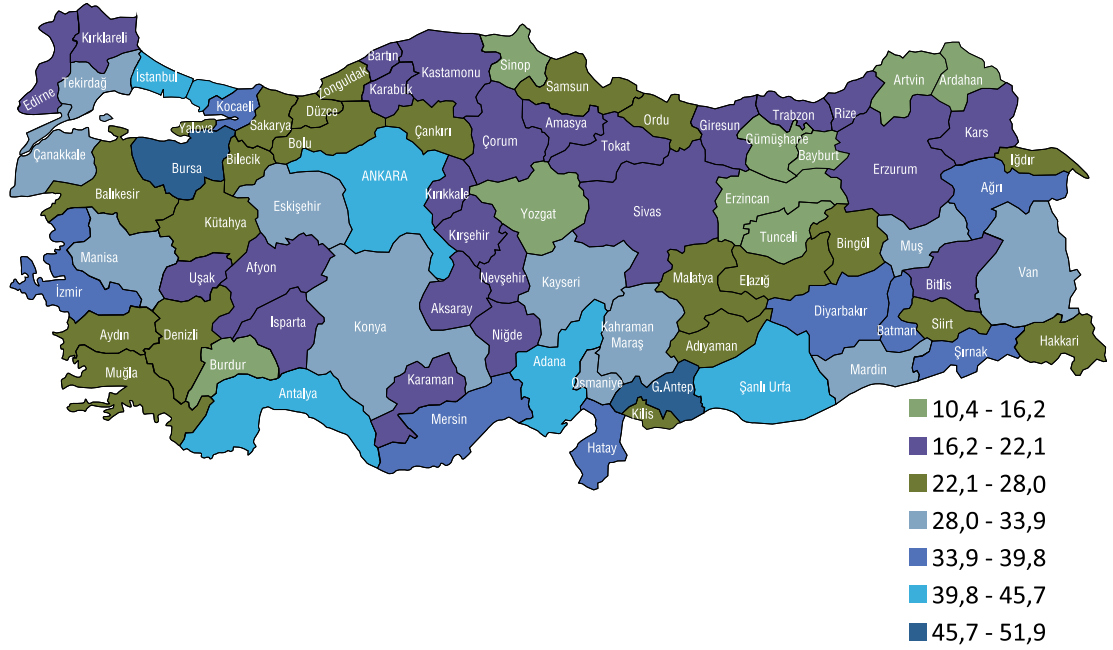 Kırklareli
Edirne
Tekirdağ
İstanbul
Kocaeli
Yalova
Sakarya
Düzce
Zonguldak
Bolu
Bartın
Karabük
Kastamonu
Sinop
Samsun
Çankırı
Çorum
Amasya
Tokat
Ordu
Giresun
Trabzon
Rize
Artvin
Ardahan
Gümüşhane
Bayburt
Kars
Erzurum
Iğdır
Ağrı
Çanakkale
Bursa
Bilecik
Balıkesir
Kütahya
Eskişehir
ANKARA
Kırıkkale
Kırşehir
Yozgat
Sivas
Erzincan
Tunceli
Bingöl
Muş
Van
Bitlis
Manisa
İzmir
Uşak
Afyon
Isparta
Konya
Aksaray
Nevşehir
Niğde
Kayseri
Kahraman
Maraş
Malatya
Elazığ
Diyarbakır
Batman
Siirt
Şırnak
Hakkari
Aydın
Denizli
Muğla
Burdur
Antalya
Karaman
Mersin
Adana
Osmaniye
G.Antep
Kilis
Hatay
Adıyaman
Şanlı Urfa
Mardin
10,4 - 16,2
16,2 - 22,1
22,1 - 28,0
28,0 - 33,9
33,9 - 39,8
39,8 - 45,7
45,7 - 51,9